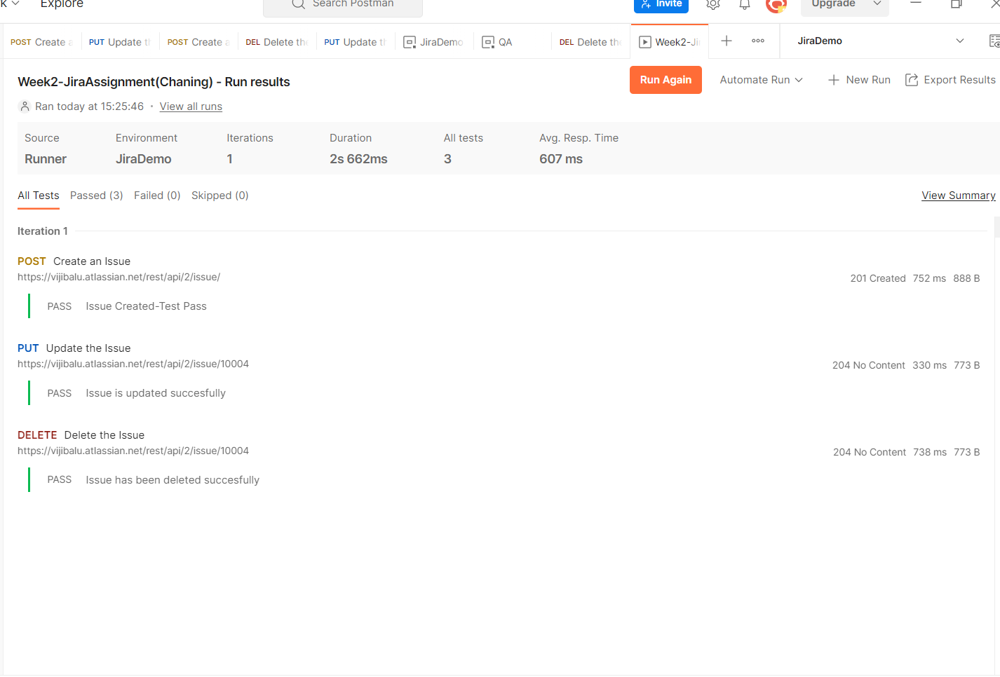 k Explore Search Postman Invite Upgrade
POST Create a PUT Update th POST Create a DEL Delete the PUT Update th JiraDemo QA DEL Delete the Week2-Ji JiraDemo
Week2-JiraAssignment(Chaning) - Run results Run Again Automate Run New Run Export Results
Ran today at 15:25:46 · View all runs
Source Environment Iterations Duration All tests Avg. Resp. Time
Runner JiraDemo 1 2s 662ms 3 607 ms
All Tests Passed (3) Failed (0) Skipped (0) View Summary
Iteration 1
POST Create an Issue
https://vijibalu.atlassian.net/rest/api/2/issue/ 201 Created 752 ms 888 B
PASS Issue Created-Test Pass
PUT Update the Issue
https://vijibalu.atlassian.net/rest/api/2/issue/10004 204 No Content 330 ms 773 B
PASS Issue is updated succesfully
DELETE Delete the Issue
https://vijibalu.atlassian.net/rest/api/2/issue/10004 204 No Content 738 ms 773 B
PASS Issue has been deleted succesfully